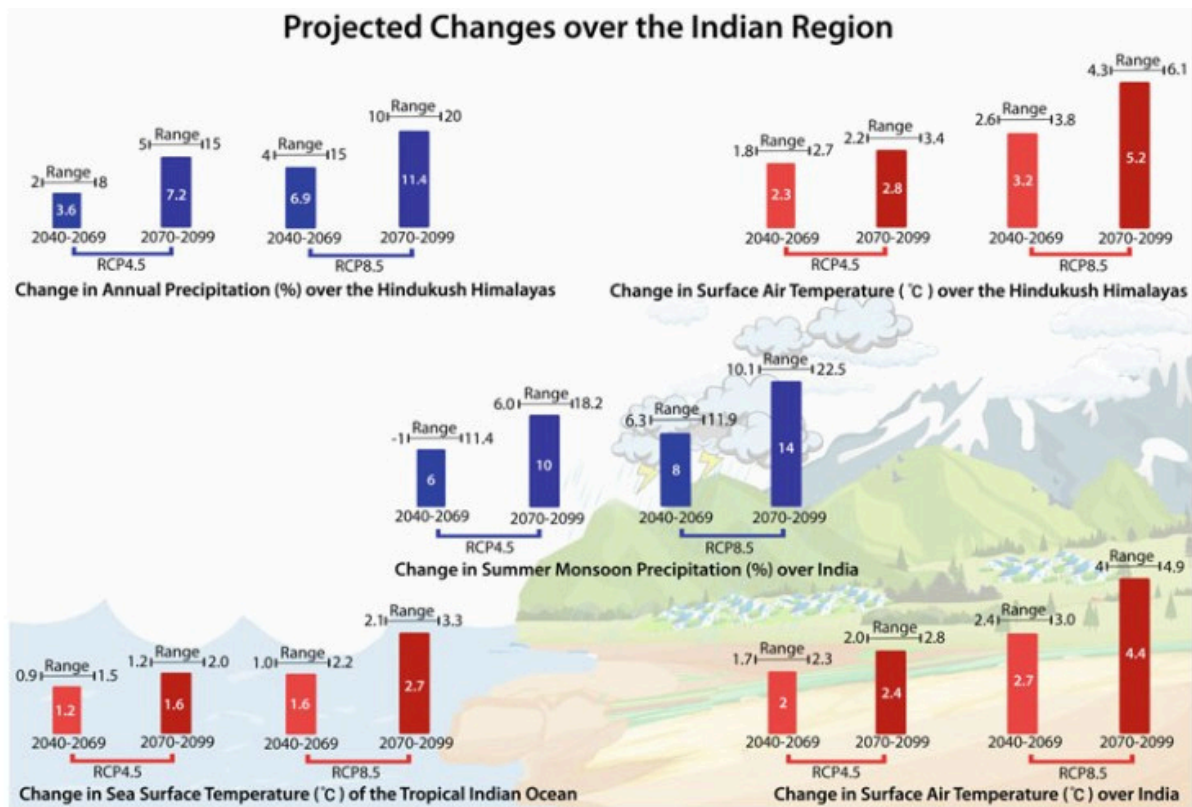 Projected Changes over the Indian Region
2 Range 8
3.6
2040-2069
5 Range 15
7.2
2070-2099
RCP4.5
4 Range 15
6.9
2040-2069
10 Range 20
11.4
2070-2099
RCP8.5
Change in Annual Precipitation (%) over the Hindukush Himalayas
1.8 Range 2.7
2.3
2040-2069
2.2 Range 3.4
2.8
2070-2099
RCP4.5
2.6 Range 3.8
3.2
2040-2069
4.3 Range 6.1
5.2
2070-2099
RCP8.5
Change in Surface Air Temperature (℃) over the Hindukush Himalayas
-1 Range 11.4
6
2040-2069
6.0 Range 18.2
10
2070-2099
RCP4.5
6.3 Range 11.9
8
2040-2069
10.1 Range 22.5
14
2070-2099
RCP8.5
Change in Summer Monsoon Precipitation (%) over India
0.9 Range 1.5
1.2
2040-2069
1.2 Range 2.0
1.6
2070-2099
RCP4.5
1.0 Range 2.2
1.6
2040-2069
2.1 Range 3.3
2.7
2070-2099
RCP8.5
Change in Sea Surface Temperature (℃) of the Tropical Indian Ocean
1.7 Range 2.3
2
2040-2069
2.0 Range 2.8
2.4
2070-2099
RCP4.5
2.4 Range 3.0
2.7
2040-2069
4 Range 4.9
4.4
2070-2099
RCP8.5
Change in Surface Air Temperature (℃) over India